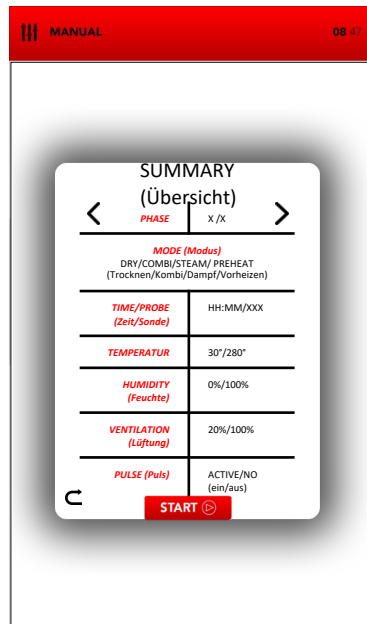 MANUAL 08 47
SUMMARY
(Übersicht)
PHASE X /X
MODE (Modus)
DRY/COMBI/STEAM/ PREHEAT
(Trocknen/Kombi/Dampf/Vorheizen)
TIME/PROBE HH:MM/XXX
(Zeit/Sonde)
TEMPERATUR 30°/280°
HUMIDITY 0%/100%
(Feuchte)
VENTILATION 20%/100%
(Lüftung)
PULSE (Puls) ACTIVE/NO
(ein/aus)
START